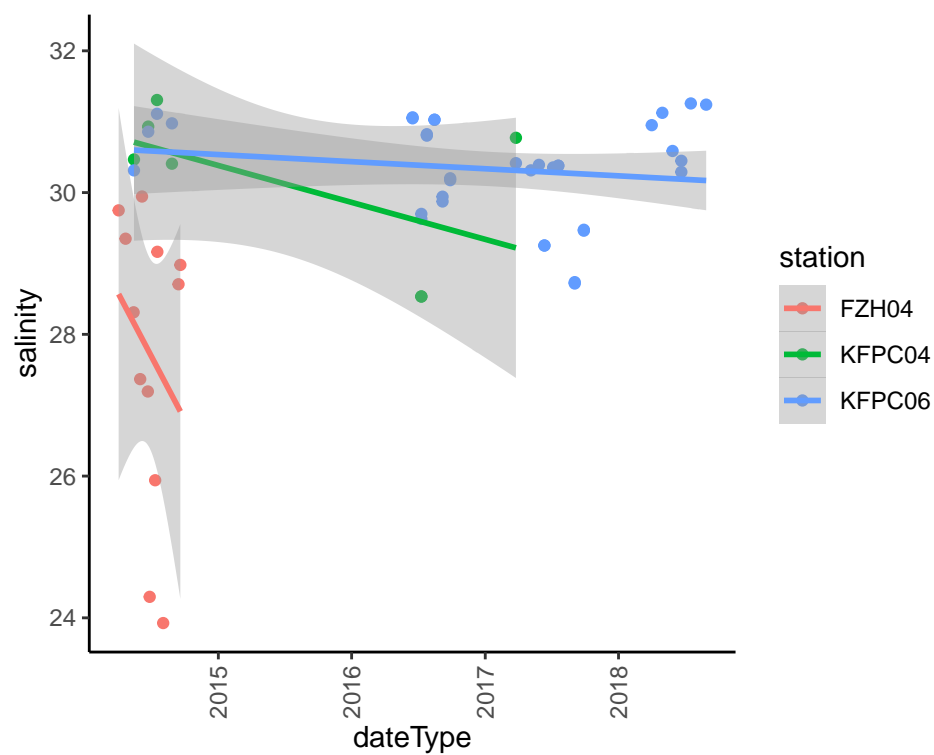 32
30
28
26
24
salinity
2015
2016
2017
2018
dateType
station
FZH04
KFPC04
KFPC06